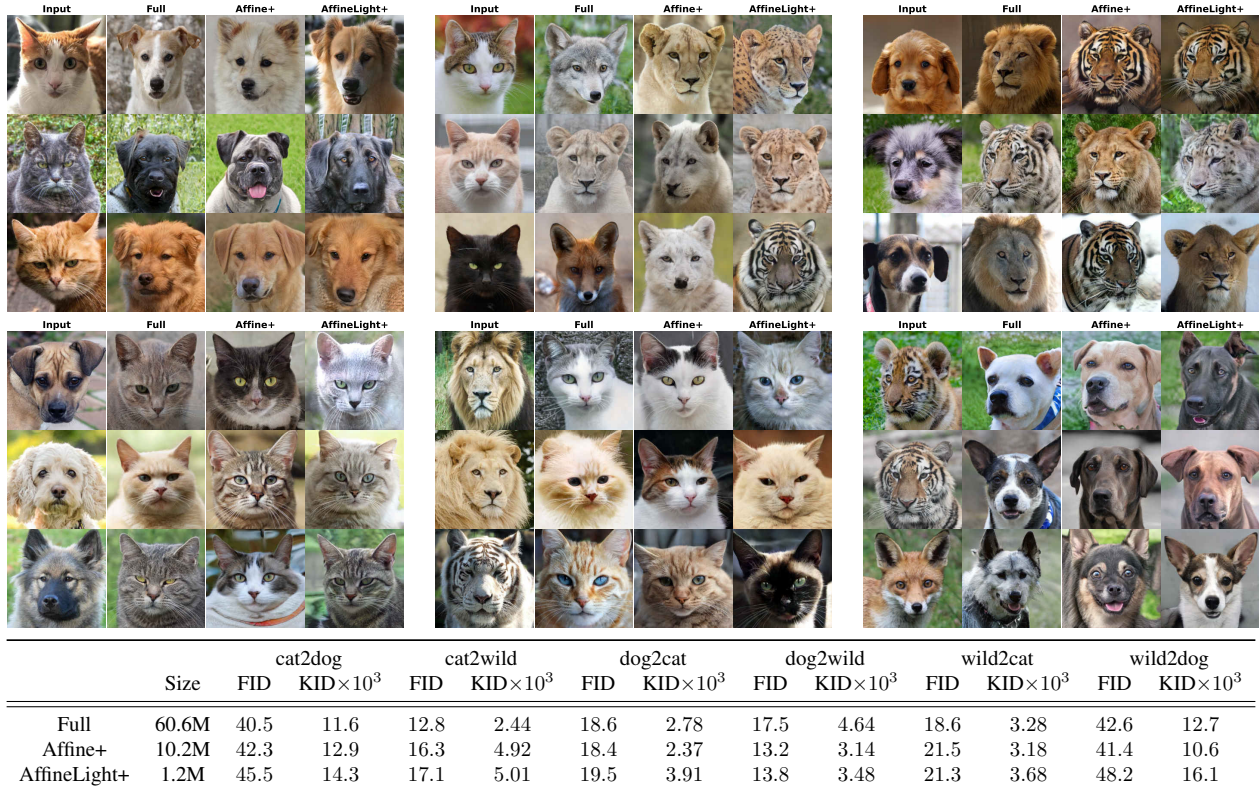 Input Full Affine+ AffineLight+ Input Full Affine+ AffineLight+ Input Full Affine+ AffineLight+
Input Full Affine+ AffineLight+ Input Full Affine+ AffineLight+ Input Full Affine+ AffineLight+
cat2dog cat2wild dog2cat dog2wild wild2cat wild2dog
Size FID KID×10³ FID KID×10³ FID KID×10³ FID KID×10³ FID KID×10³ FID KID×10³
Full 60.6M 40.5 11.6 12.8 2.44 18.6 2.78 17.5 4.64 18.6 3.28 42.6 12.7
Affine+ 10.2M 42.3 12.9 16.3 4.92 18.4 2.37 13.2 3.14 21.5 3.18 41.4 10.6
AffineLight+ 1.2M 45.5 14.3 17.1 5.01 19.5 3.91 13.8 3.48 21.3 3.68 48.2 16.1